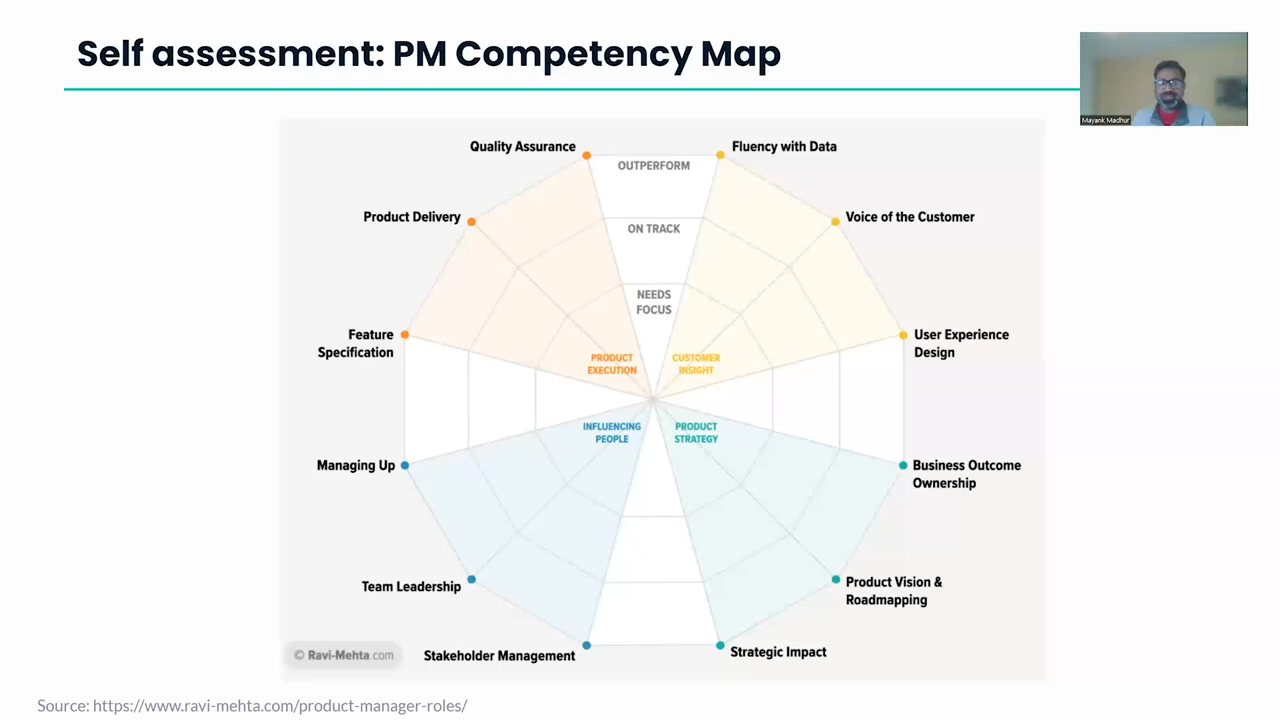 Self assessment: PM Competency Map
Mayank Madhur
Quality Assurance
Fluency with Data
OUTPERFORM
Product Delivery
Voice of the Customer
ON TRACK
NEEDS
FOCUS
Feature
Specification
User Experience
Design
PRODUCT
EXECUTION
CUSTOMER
INSIGHT
INFLUENCING
PEOPLE
PRODUCT
STRATEGY
Managing Up
Business Outcome
Ownership
Team Leadership
Product Vision &
Roadmapping
Stakeholder Management
Strategic Impact
© Ravi-Mehta.com
Source: https://www.ravi-mehta.com/product-manager-roles/